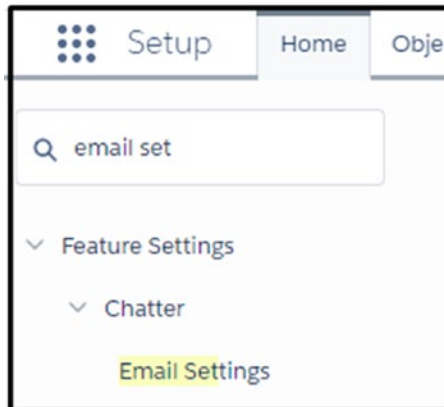 Setup Home Obje
email set
Feature Settings
Chatter
Email Settings